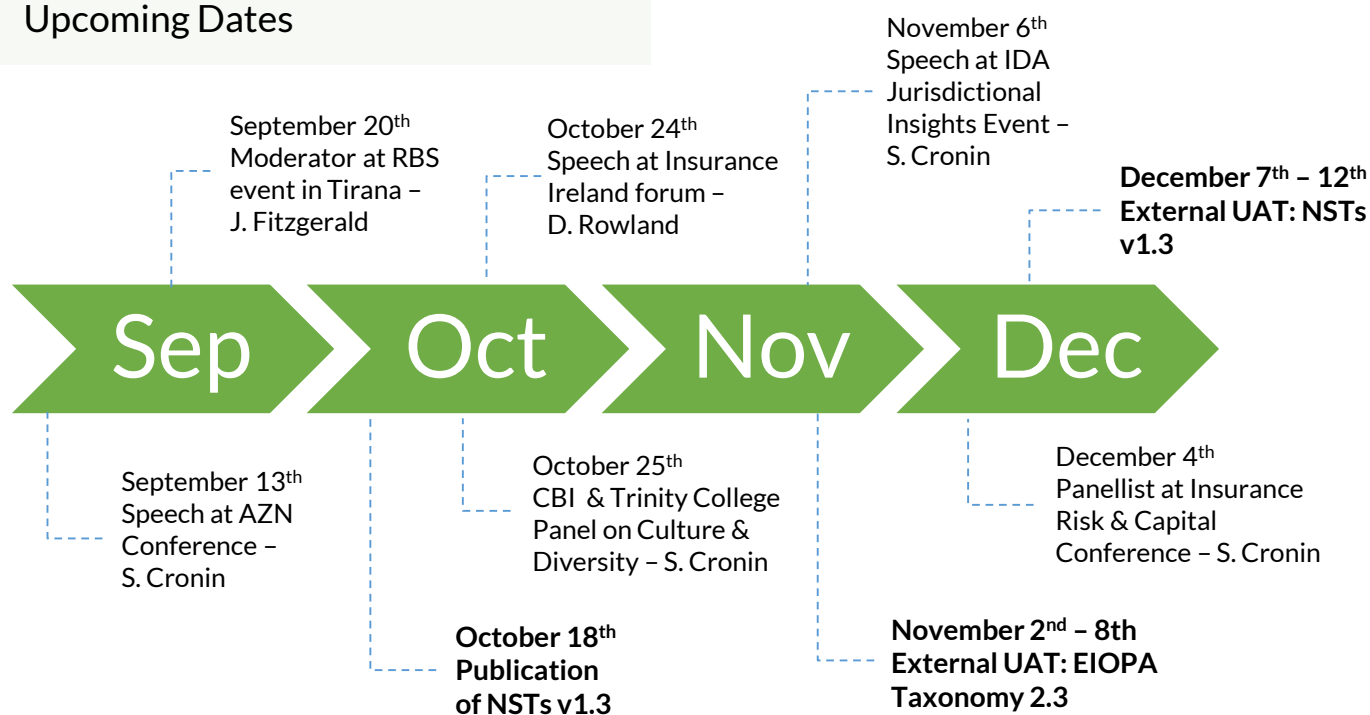 Upcoming Dates
November 6th
Speech at IDA
Jurisdictional
Insights Event –
S. Cronin
September 20th
Moderator at RBS
event in Tirana –
J. Fitzgerald
October 24th
Speech at Insurance
Ireland forum –
D. Rowland
December 7th – 12th
External UAT: NSTs
v1.3
Sep
Oct
Nov
Dec
September 13th
Speech at AZN
Conference –
S. Cronin
October 25th
CBI & Trinity College
Panel on Culture &
Diversity – S. Cronin
December 4th
Panellist at Insurance
Risk & Capital
Conference – S. Cronin
October 18th
Publication
of NSTs v1.3
November 2nd – 8th
External UAT: EIOPA
Taxonomy 2.3